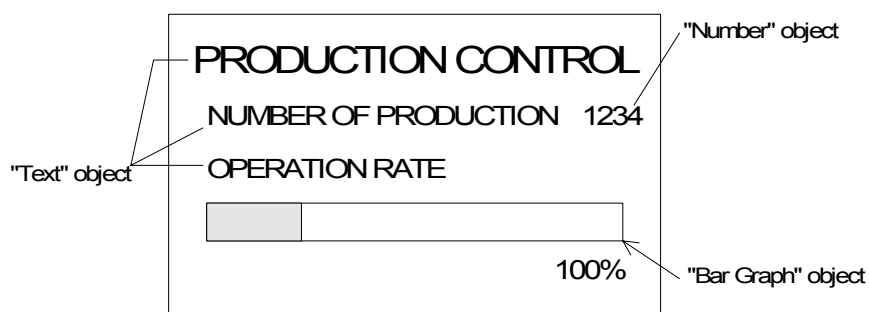 "Number" object
PRODUCTION CONTROL
NUMBER OF PRODUCTION 1234
"Text" object
OPERATION RATE
100%
"Bar Graph" object